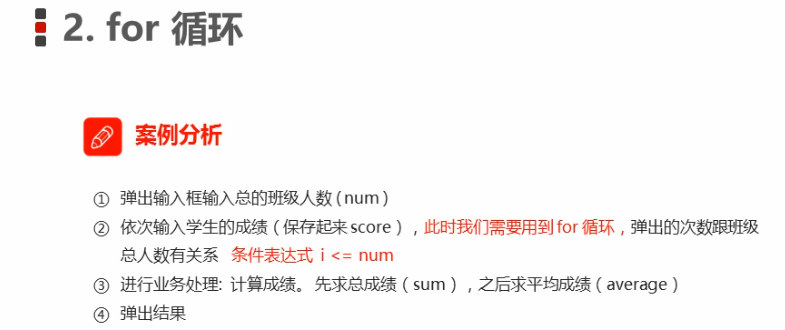 2. for 循环
案例分析
① 弹出输入框输入总的班级人数 ( num )
② 依次输入学生的成绩 ( 保存起来 score ) ，此时我们需要用到 for 循环，弹出的次数跟班级
总人数有关系 条件表达式 i <= num
③ 进行业务处理: 计算成绩。 先求总成绩 ( sum ) ，之后求平均成绩 ( average )
④ 弹出结果